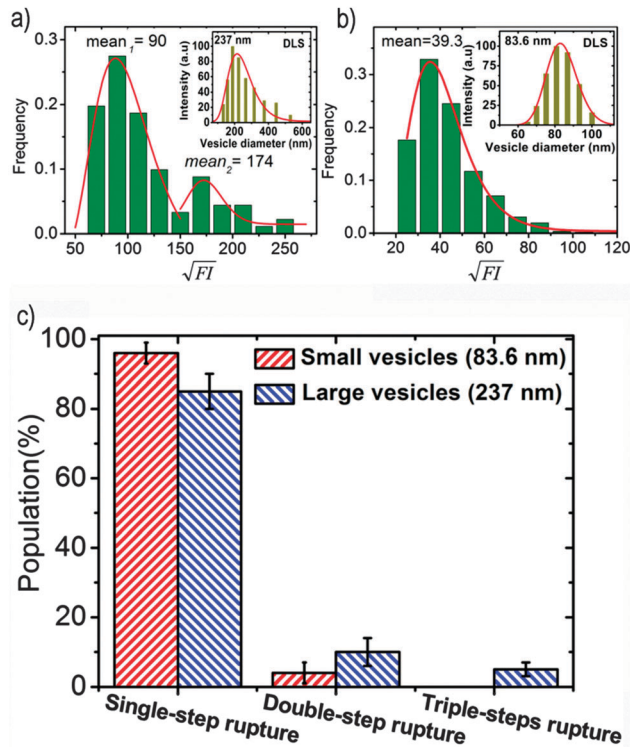 a)
mean1= 90
mean2= 174
Frequency
0.3
0.2
0.1
0.0
50 100 150 200 250
√FI
237 nm DLS
Intensity (a.u)
100
80
60
40
20
0
200 400 600
Vesicle diameter (nm)
b)
mean=39.3
Frequency
0.3
0.2
0.1
0.0
20 40 60 80 100 120
√FI
83.6 nm DLS
Intensity (a.u)
100
80
60
40
20
0
60 80 100
Vesicle diameter (nm)
c)
Population(%)
100
80
60
40
20
0
Small vesicles (83.6 nm)
Large vesicles (237 nm)
Single-step rupture Double-step rupture Triple-steps rupture